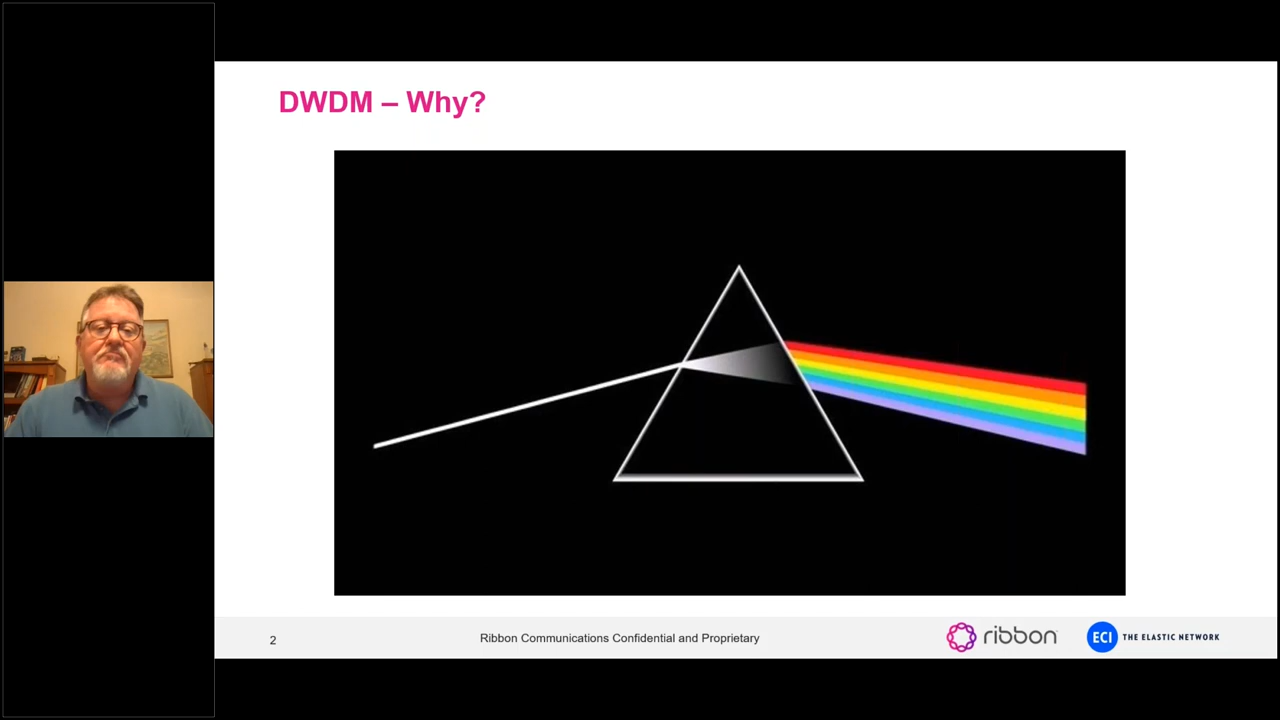 DWDM – Why?
2
Ribbon Communications Confidential and Proprietary
ribbon
ECI THE ELASTIC NETWORK